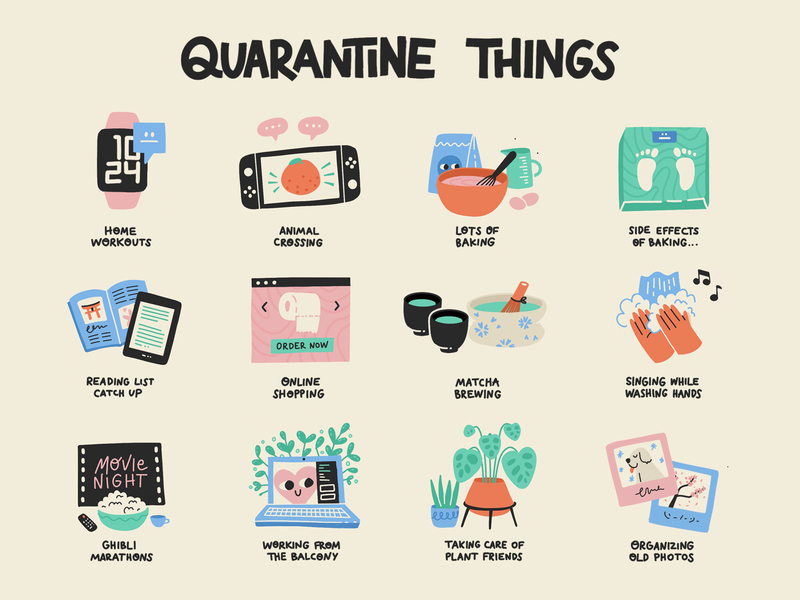 QUARANTINE THINGS
10
24
HOME
WORKOUTS
ANIMAL
CROSSING
LOTS OF
BAKING
SIDE EFFECTS
OF BAKING...
ORDER NOW
READING LIST
CATCH UP
ONLINE
SHOPPING
MATCHA
BREWING
SINGING WHILE
WASHING HANDS
MOVIE
NIGHT
GHIBLI
MARATHONS
WORKING FROM
THE BALCONY
TAKING CARE OF
PLANT FRIENDS
ORGANIZING
OLD PHOTOS